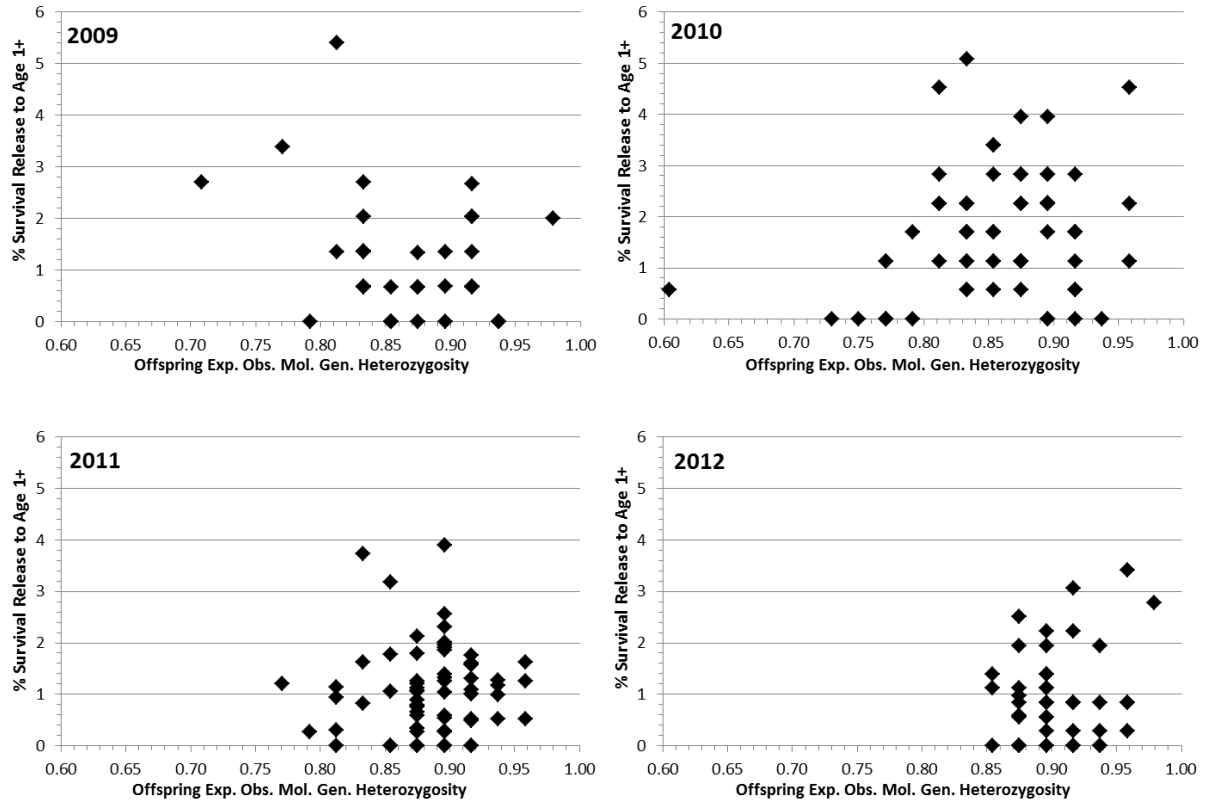 2009
% Survival Release to Age 1+
6
5
4
3
2
1
0
0.60 0.65 0.70 0.75 0.80 0.85 0.90 0.95 1.00
Offspring Exp. Obs. Mol. Gen. Heterozygosity
2010
% Survival Release to Age 1+
6
5
4
3
2
1
0
0.60 0.65 0.70 0.75 0.80 0.85 0.90 0.95 1.00
Offspring Exp. Obs. Mol. Gen. Heterozygosity
2011
% Survival Release to Age 1+
6
5
4
3
2
1
0
0.60 0.65 0.70 0.75 0.80 0.85 0.90 0.95 1.00
Offspring Exp. Obs. Mol. Gen. Heterozygosity
2012
% Survival Release to Age 1+
6
5
4
3
2
1
0
0.60 0.65 0.70 0.75 0.80 0.85 0.90 0.95 1.00
Offspring Exp. Obs. Mol. Gen. Heterozygosity